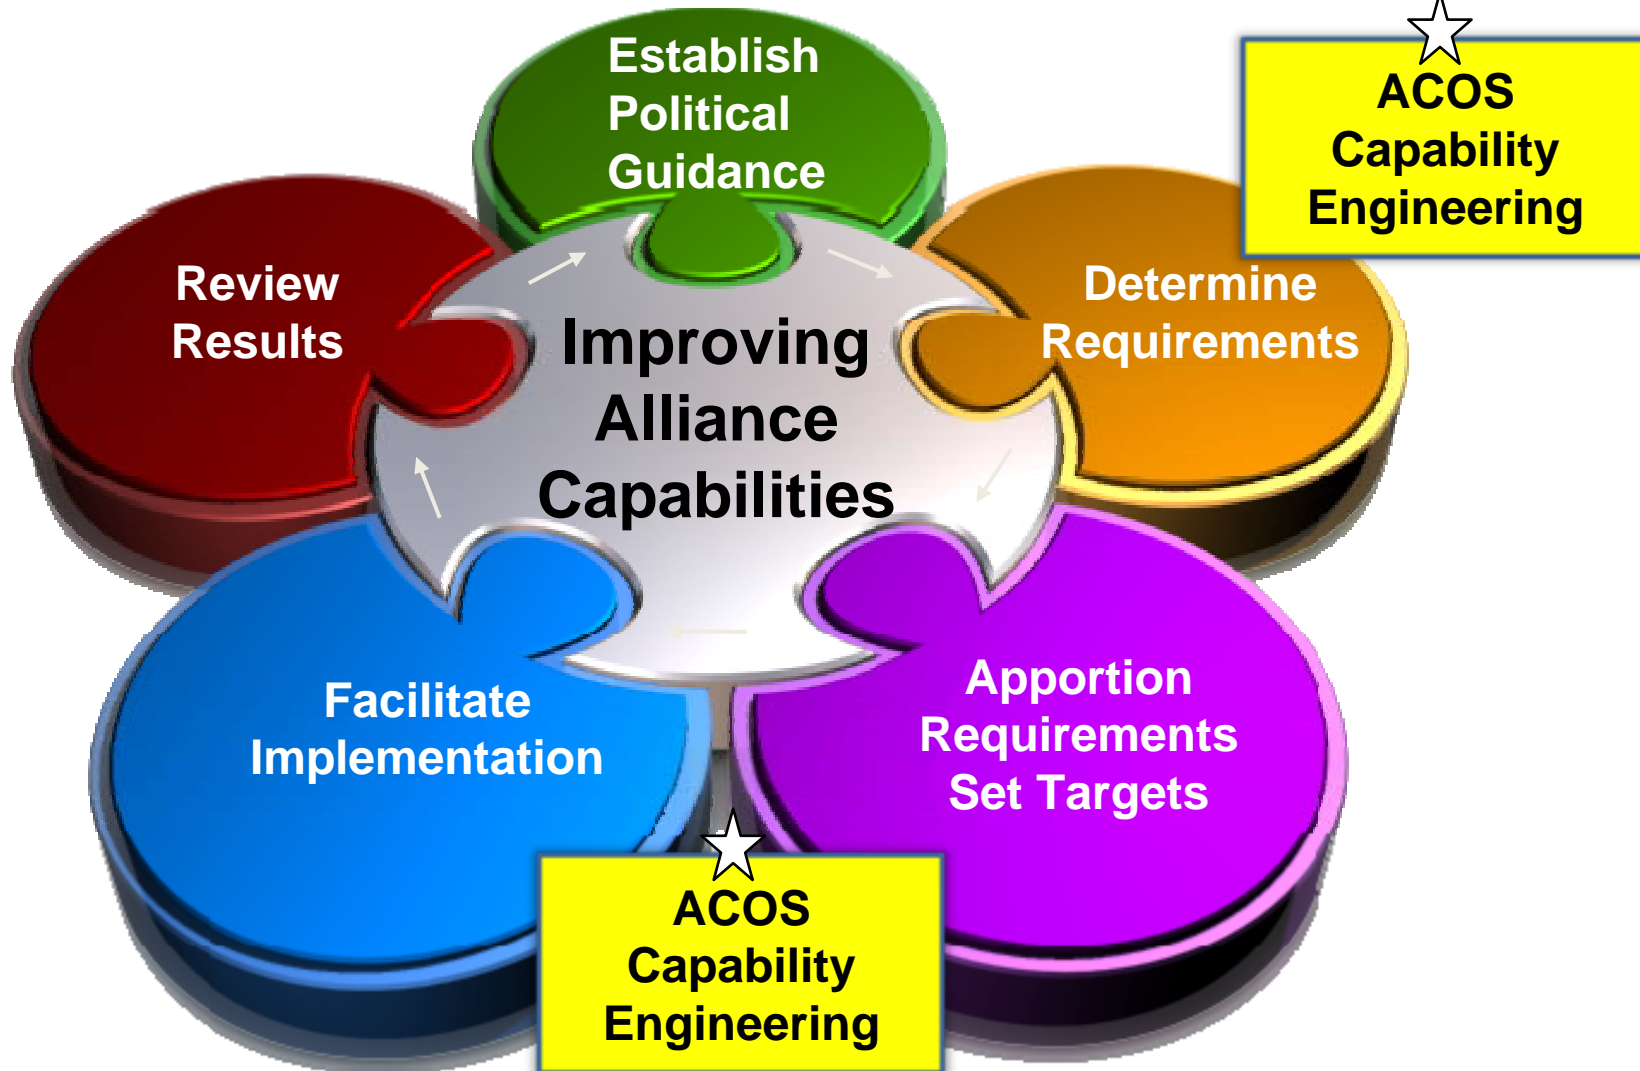 Establish
Political
Guidance
ACOS
Capability
Engineering
Review
Results
Determine
Requirements
Improving
Alliance
Capabilities
Facilitate
Implementation
Apportion
Requirements
Set Targets
ACOS
Capability
Engineering